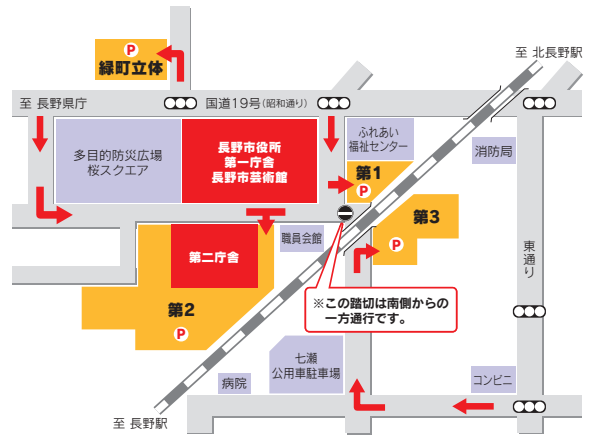 至 北長野駅
P
緑町立体
至 長野県庁
国道19号(昭和通り)
多目的防災広場
桜スクエア
長野市役所
第一庁舎
長野市芸術館
ふれあい
福祉センター
消防局
第1
P
第3
P
職員会館
第二庁舎
東通り
第2
P
※この踏切は南側からの
一方通行です。
七瀬
公用車駐車場
病院
コンビニ
至 長野駅